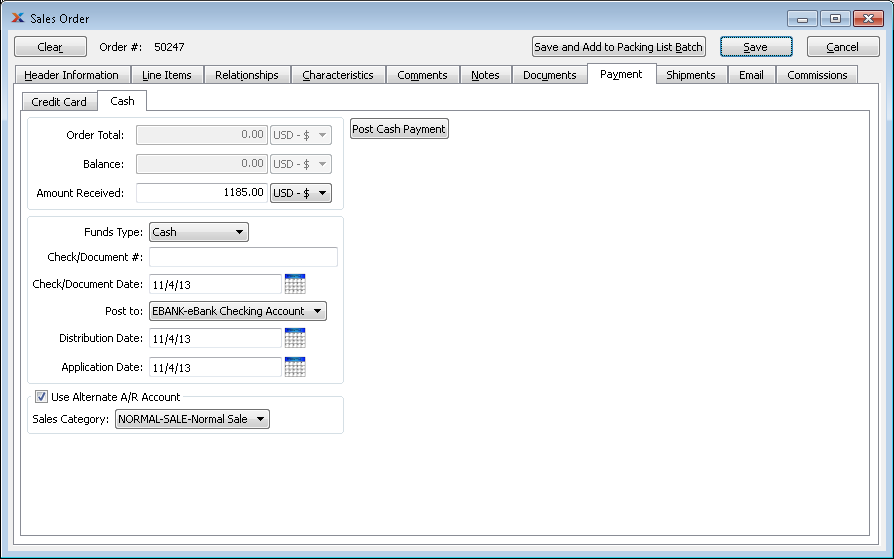 Sales Order
Clear Order #: 50247 Save and Add to Packing List Batch Save Cancel
Header Information Line Items Relationships Characteristics Comments Notes Documents Payment Shipments Email Commissions
Credit Card Cash
Order Total: 0.00 USD - $ Post Cash Payment
Balance: 0.00 USD - $
Amount Received: 1185.00 USD - $
Funds Type: Cash
Check/Document #:
Check/Document Date: 11/4/13
Post to: EBANK-eBank Checking Account
Distribution Date: 11/4/13
Application Date: 11/4/13
Use Alternate A/R Account
Sales Category: NORMAL-SALE-Normal Sale